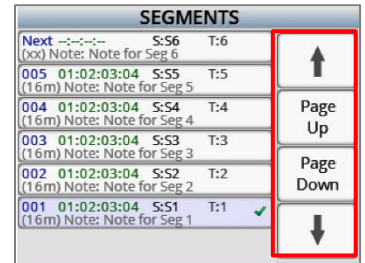 SEGMENTS
Next --:--:--:-- S:S6 T:6
(xx) Note: Note for Seg 6
005 01:02:03:04 S:S5 T:5
(16m) Note: Note for Seg 5
004 01:02:03:04 S:S4 T:4
(16m) Note: Note for Seg 4
003 01:02:03:04 S:S3 T:3
(16m) Note: Note for Seg 3
002 01:02:03:04 S:S2 T:2
(16m) Note: Note for Seg 2
001 01:02:03:04 S:S1 T:1
(16m) Note: Note for Seg 1
Page
Up
Page
Down